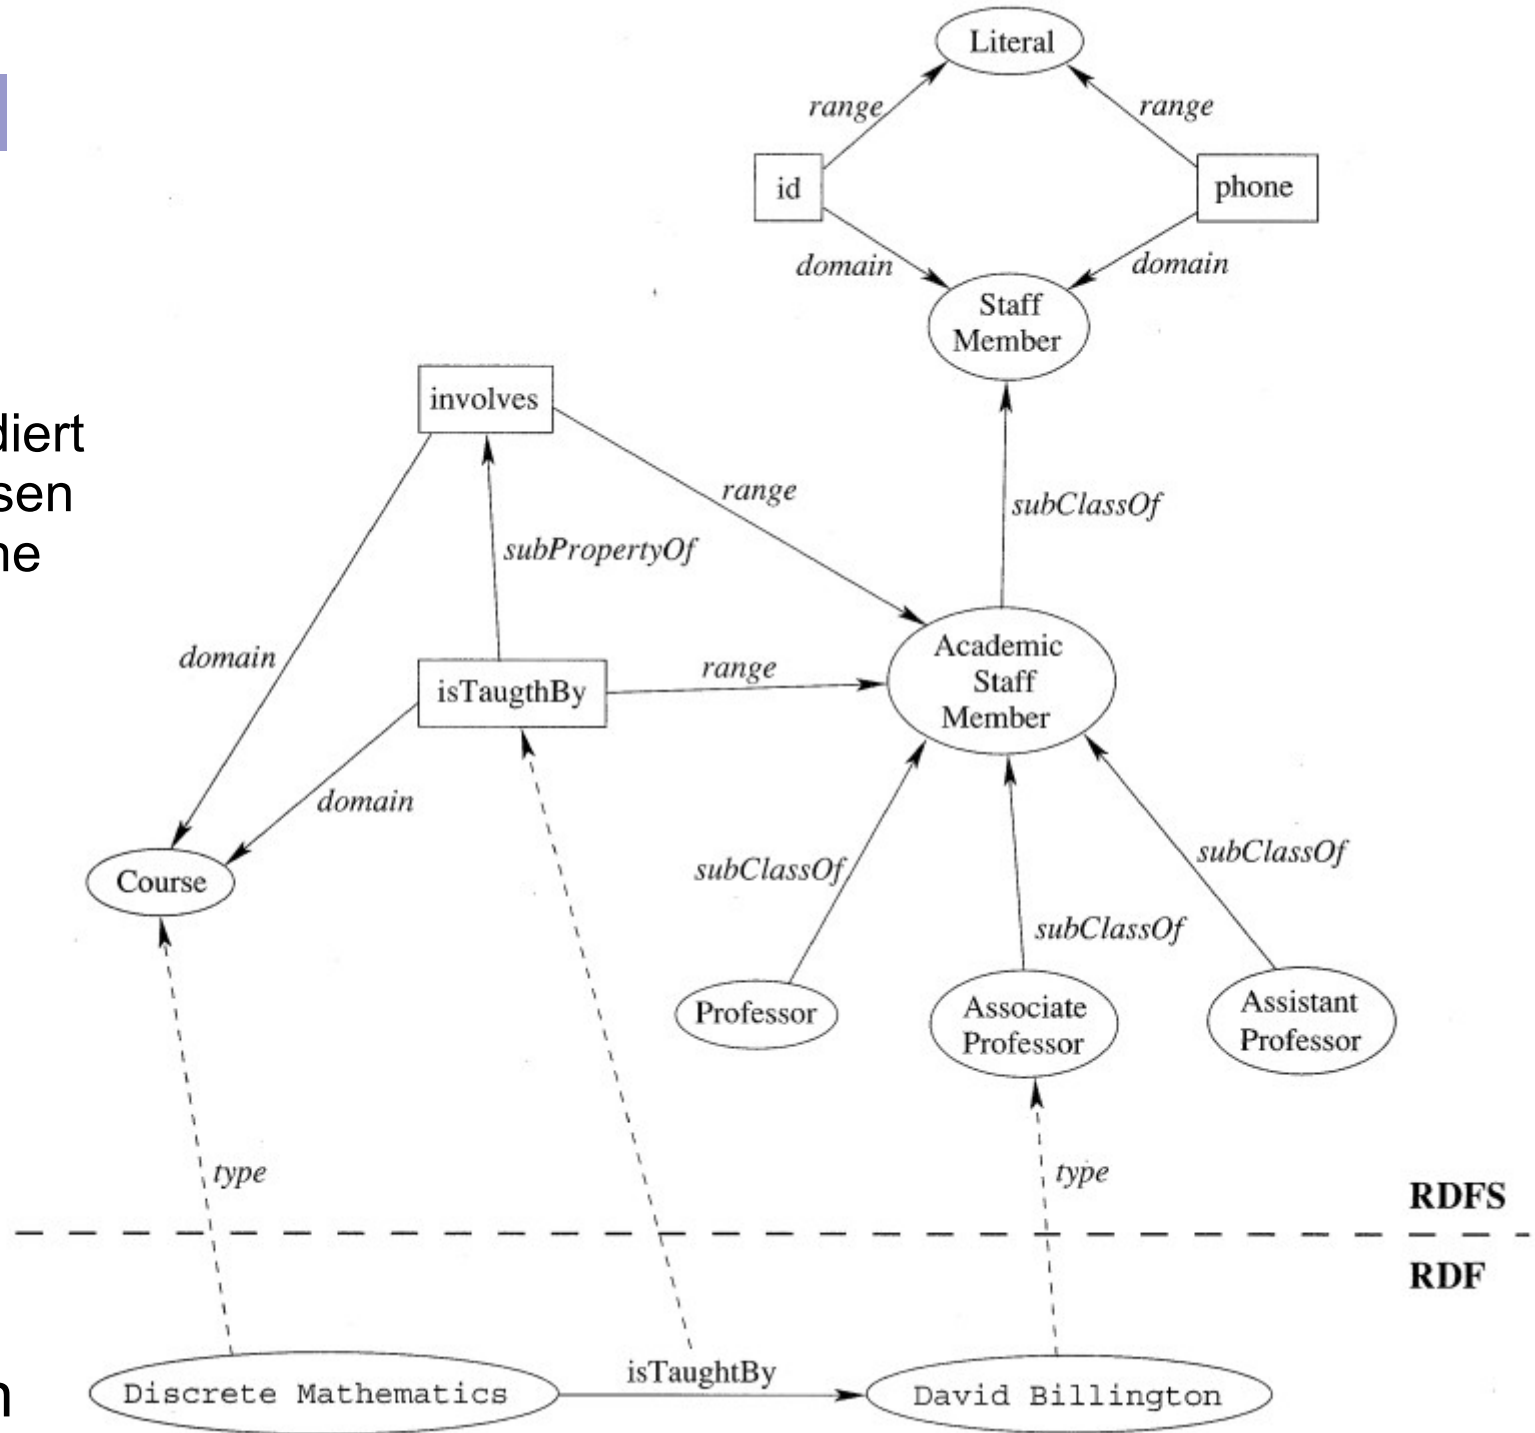 Literal
range
range
id
phone
domain
domain
Staff
Member
involves
diert
sen
ne
range
subClassOf
subPropertyOf
domain
isTaugthBy
range
Academic
Staff
Member
domain
Course
subClassOf
subClassOf
subClassOf
Professor
Associate
Professor
Assistant
Professor
type
type
RDFS
RDF
Discrete Mathematics
isTaughtBy
David Billington
n